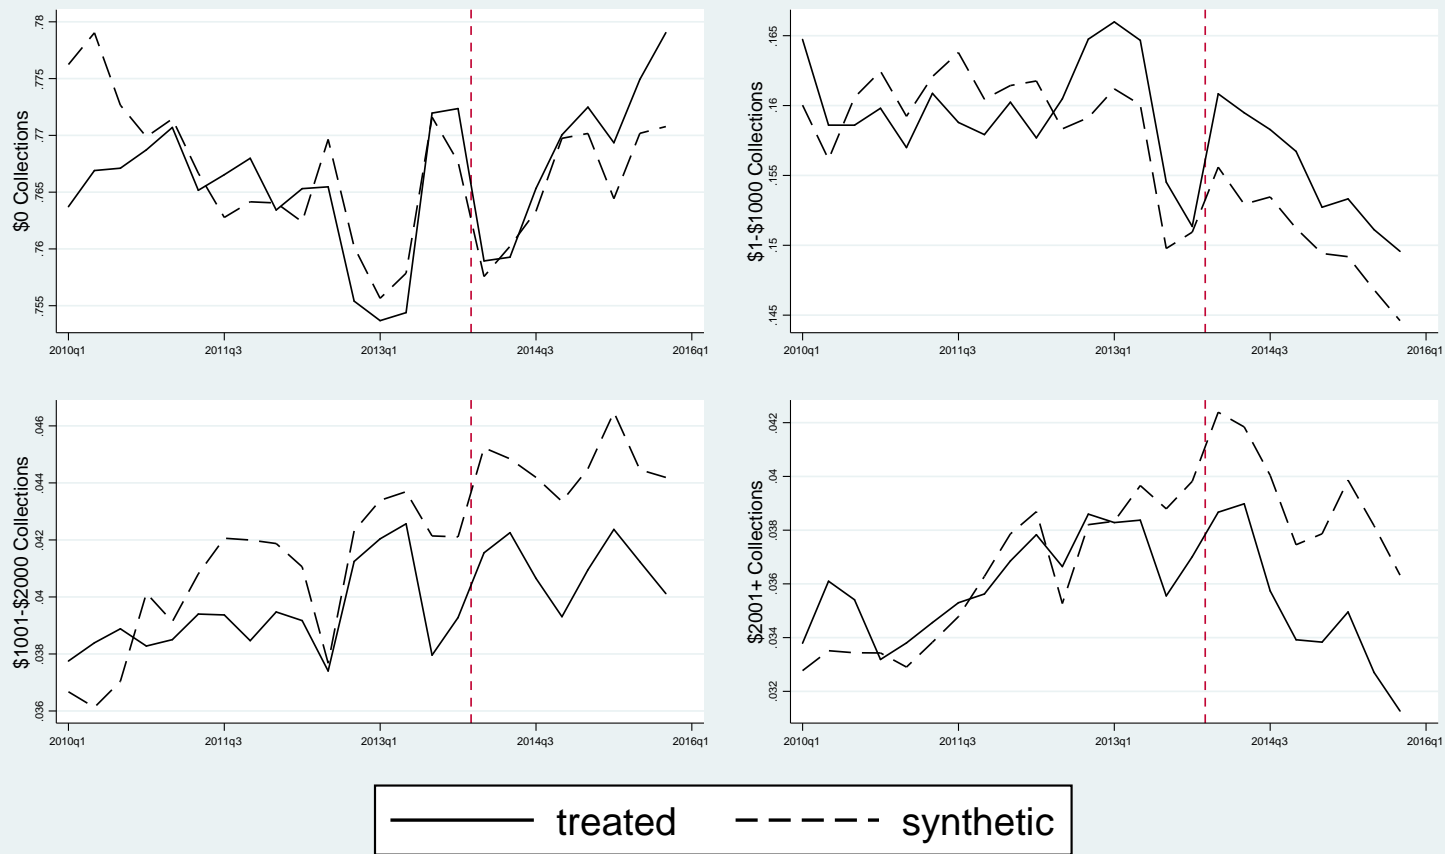 $0 Collections
.78
.775
.77
.765
.76
.755
2010q1 2011q3 2013q1 2014q3 2016q1
$1-$1000 Collections
.165
.16
.155
.15
.145
2010q1 2011q3 2013q1 2014q3 2016q1
$1001-$2000 Collections
.046
.044
.042
.04
.038
.036
2010q1 2011q3 2013q1 2014q3 2016q1
$2001+ Collections
.042
.04
.038
.036
.034
.032
2010q1 2011q3 2013q1 2014q3 2016q1
treated synthetic